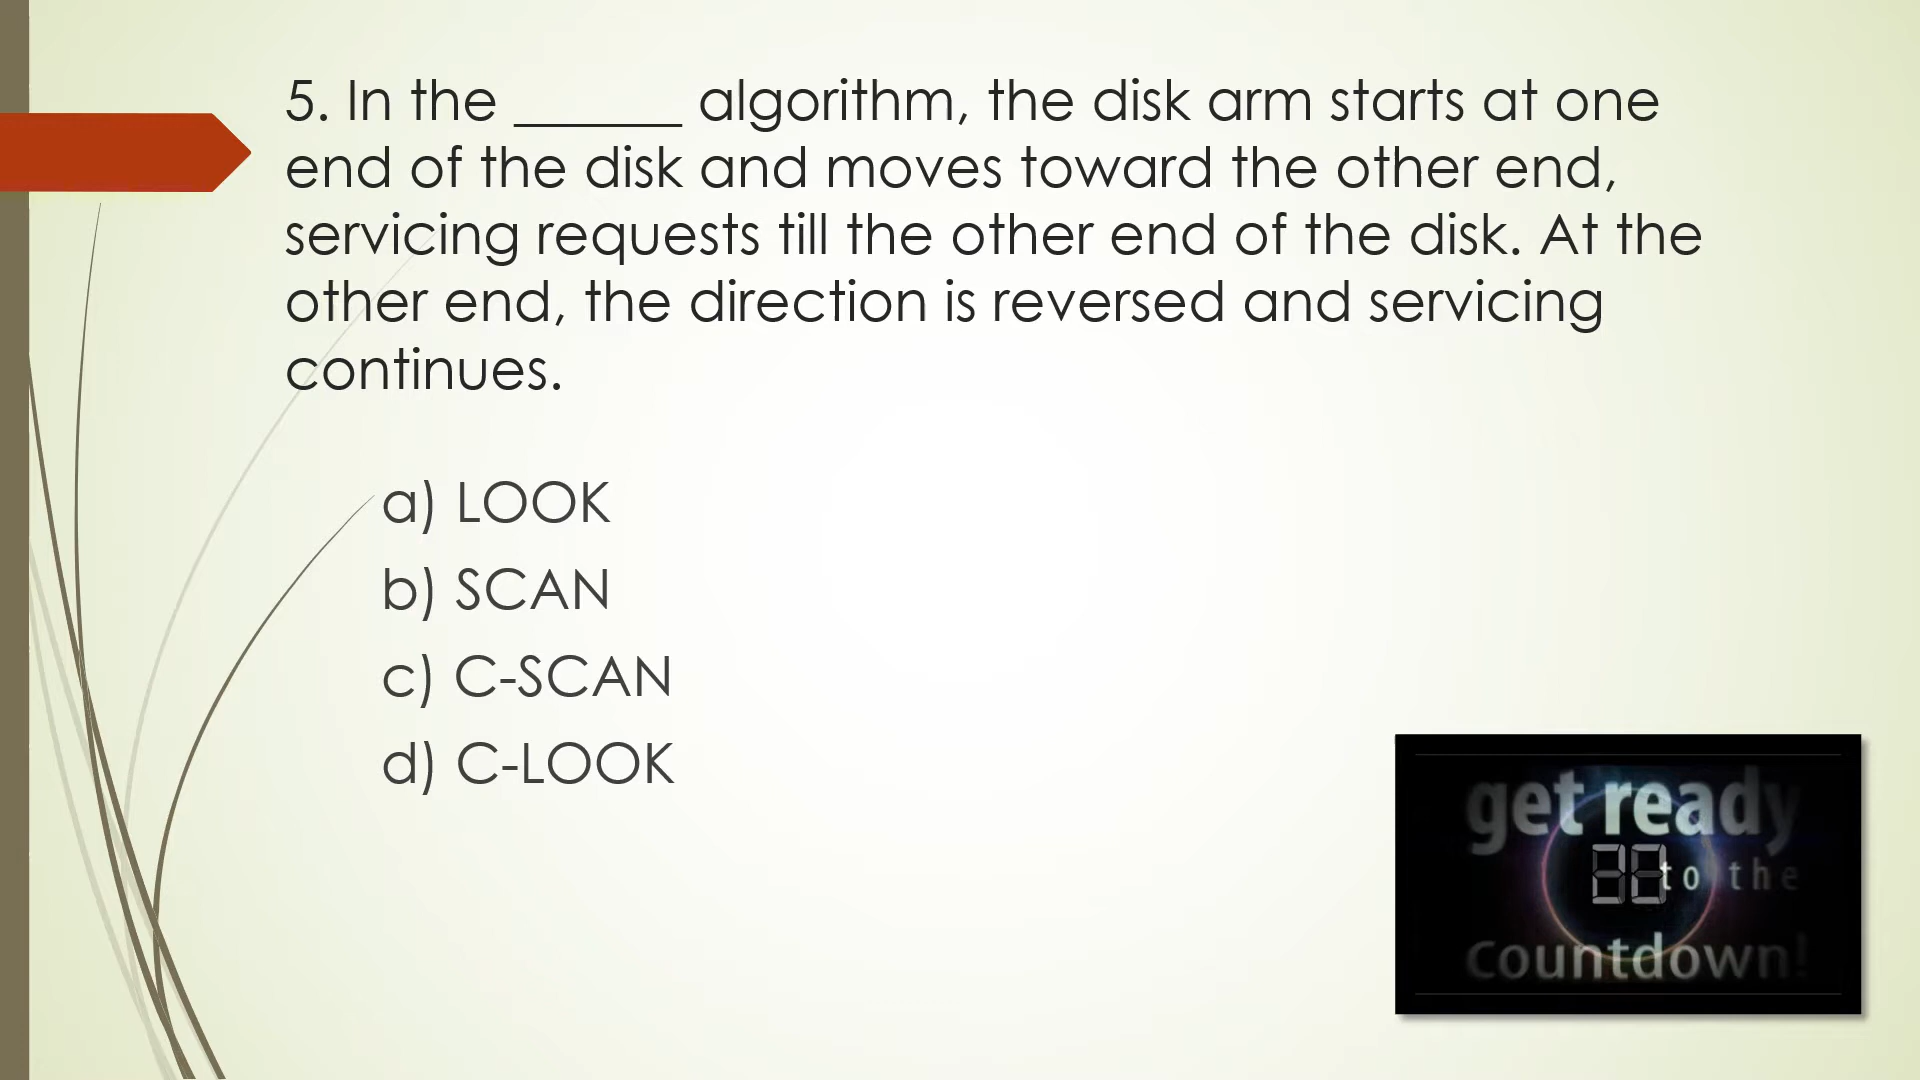 5. In the ______ algorithm, the disk arm starts at one
end of the disk and moves toward the other end,
servicing requests till the other end of the disk. At the
other end, the direction is reversed and servicing
continues.
a) LOOK
b) SCAN
c) C-SCAN
d) C-LOOK
get ready
to the
countdown!